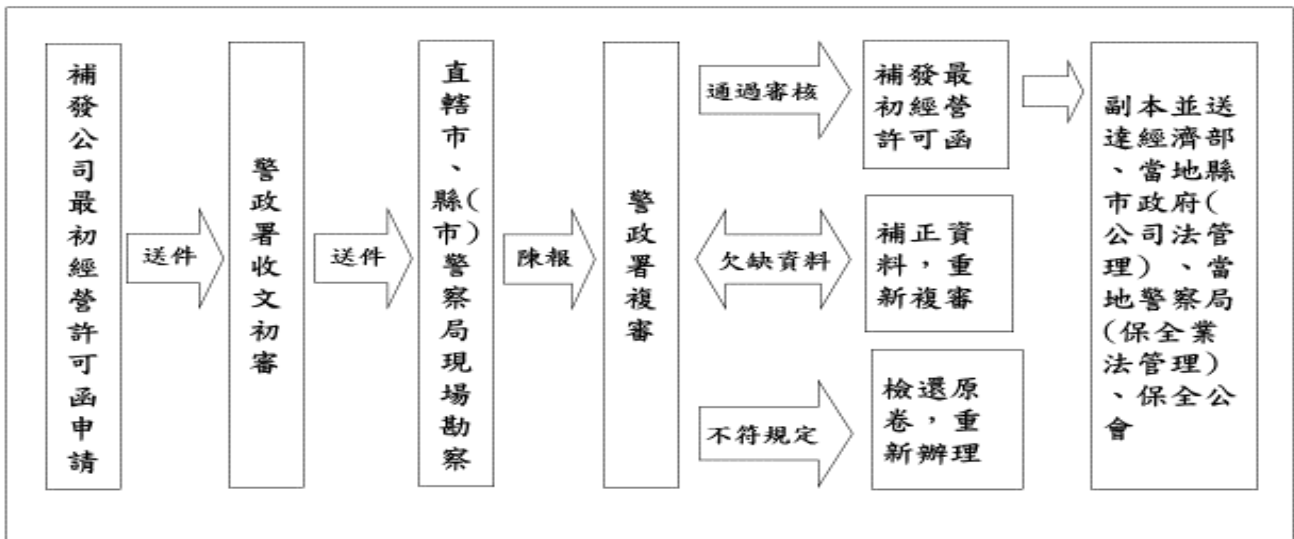 補發公司最初經營許可函申請
送件
警政署收文初審
送件
直轄市、縣(市)警察局現場勘察
陳報
警政署複審
通過審核
補發最
初經營
許可函
欠缺資料
補正資
料，重
新複審
不符規定
檢還原
卷，重
新辦理
副本並送
達經濟部
、當地縣
市政府(
公司法管
理)、當
地警察局
(保全業
法管理)
、保全公
會